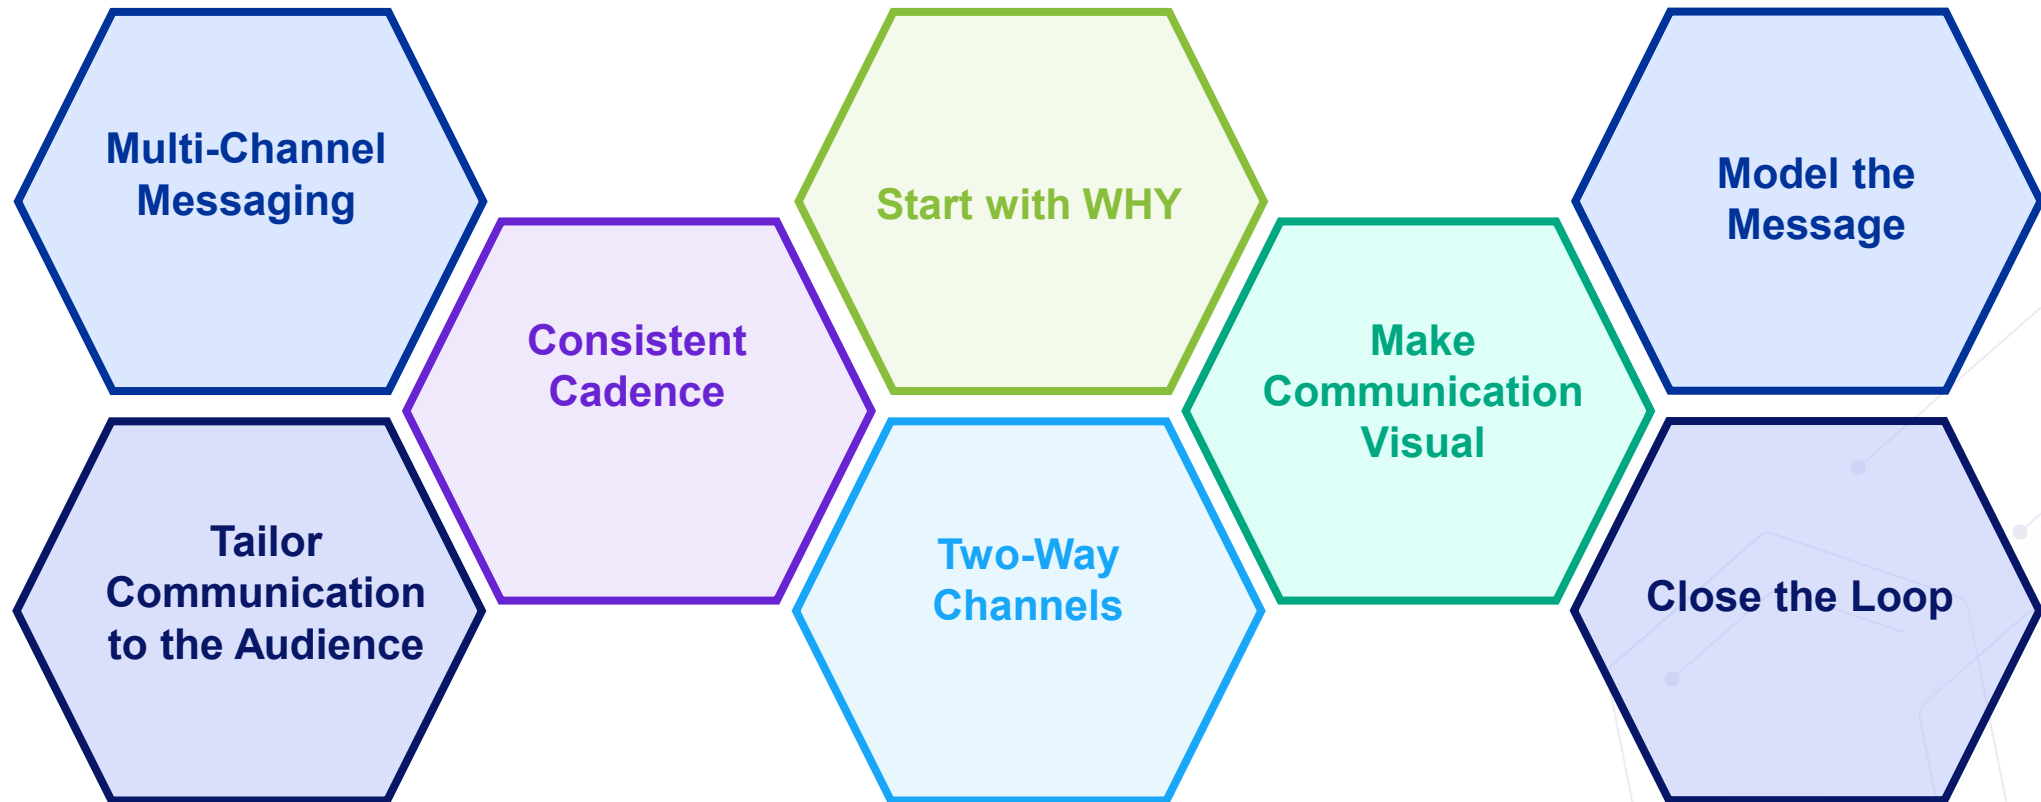 Multi-Channel
Messaging
Tailor
Communication
to the Audience
Consistent
Cadence
Start with WHY
Two-Way
Channels
Make
Communication
Visual
Model the
Message
Close the Loop